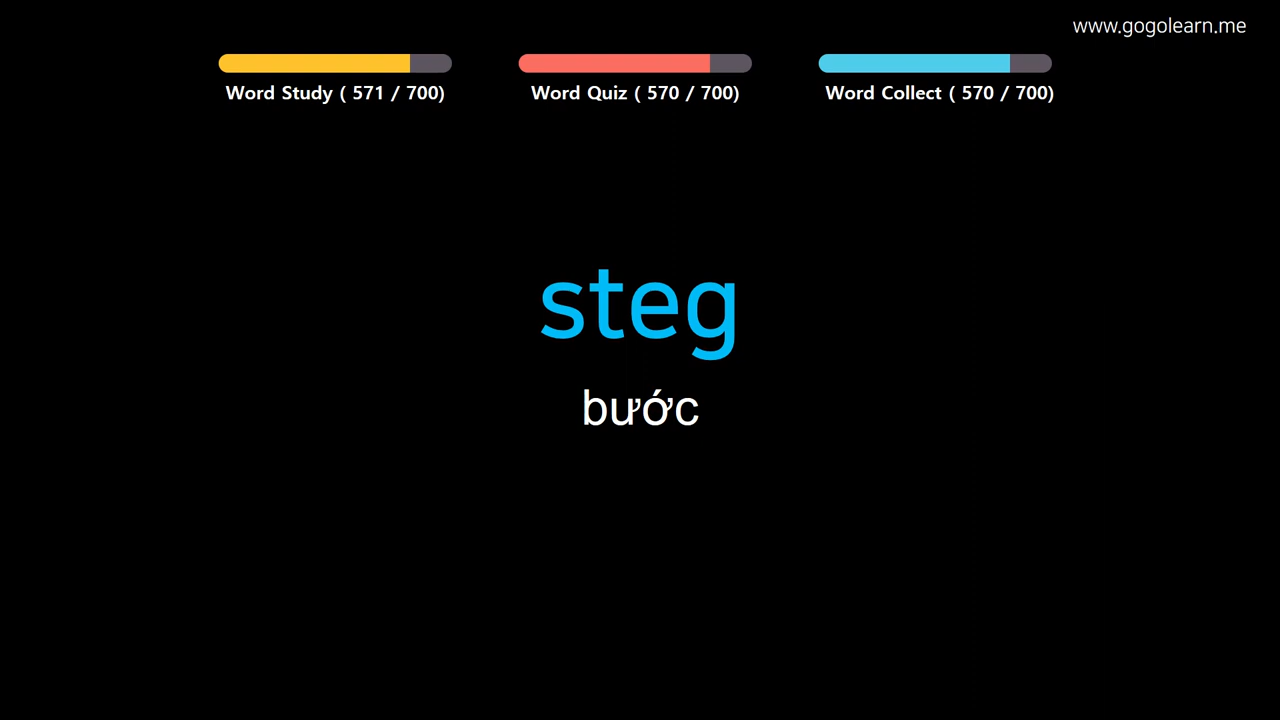 www.gogolearn.me
Word Study ( 571 / 700)
Word Quiz ( 570 / 700)
Word Collect ( 570 / 700)
steg
bước